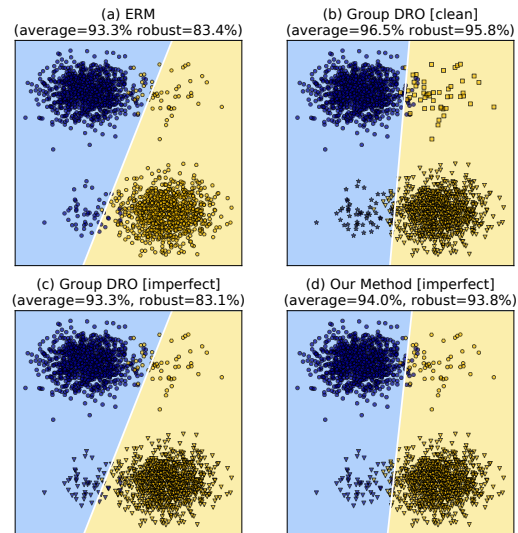 (a) ERM
(average=93.3% robust=83.4%)
(b) Group DRO [clean]
(average=96.5% robust=95.8%)
(c) Group DRO [imperfect]
(average=93.3%, robust=83.1%)
(d) Our Method [imperfect]
(average=94.0%, robust=93.8%)